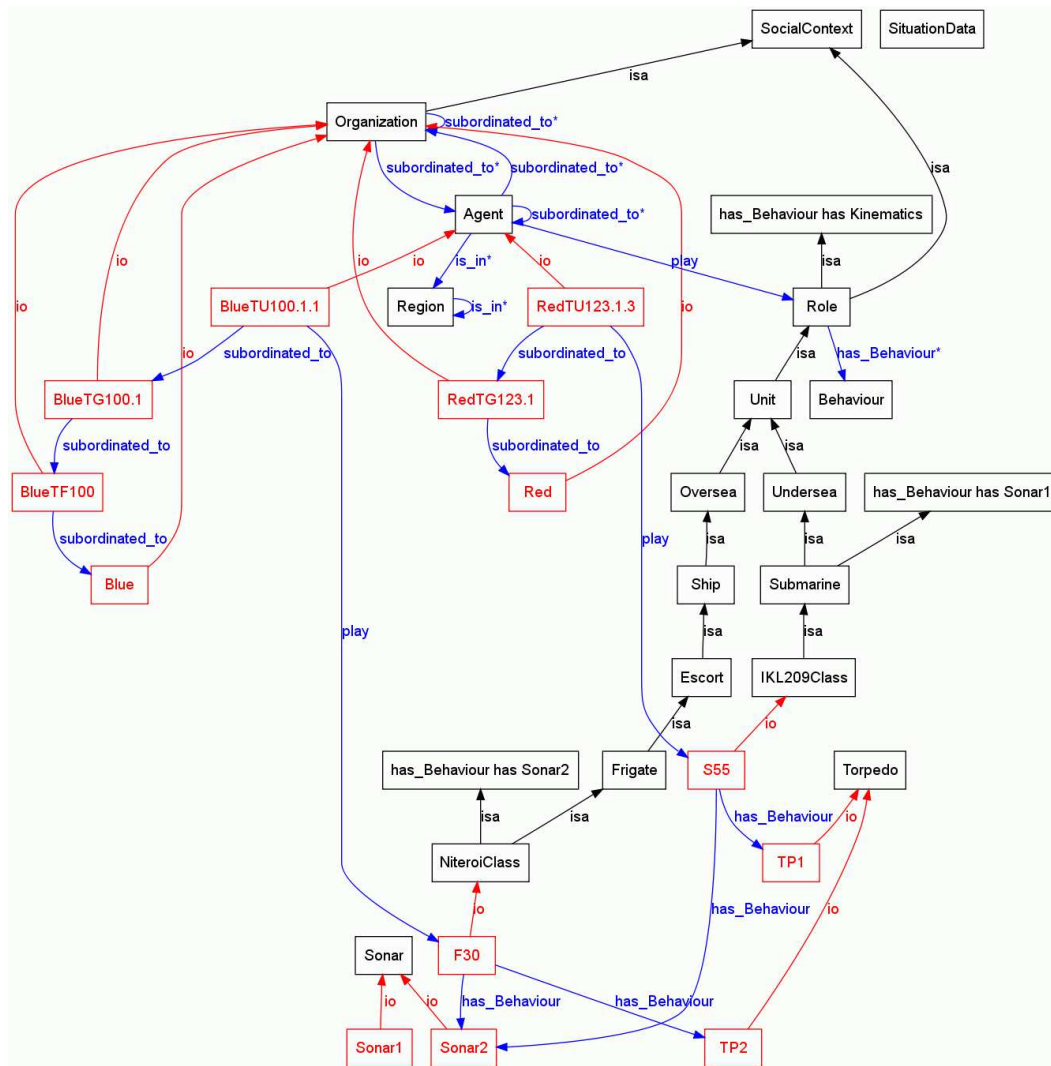 SocialContext
SituationData
isa
Organization
subordinated_to*
subordinated_to*
subordinated_to*
isa
Agent
subordinated_to*
has_Behaviour has Kinematics
io
io
io
io
is_in*
play
isa
BlueTU100.1.1
Region
is_in*
RedTU123.1.3
io
Role
subordinated_to
io
subordinated_to
isa
has_Behaviour*
BlueTG100.1
RedTG123.1
Unit
Behaviour
subordinated_to
subordinated_to
isa
isa
BlueTF100
Red
Oversea
Undersea
has_Behaviour has Sonar1
subordinated_to
play
isa
isa
isa
Blue
Ship
Submarine
play
isa
isa
Escort
IKL209Class
isa
io
has_Behaviour has Sonar2
Frigate
S55
Torpedo
isa
isa
has_Behaviour
io
NiteroiClass
TP1
io
has_Behaviour
io
Sonar
F30
io
io
has_Behaviour
has_Behaviour
Sonar1
Sonar2
TP2